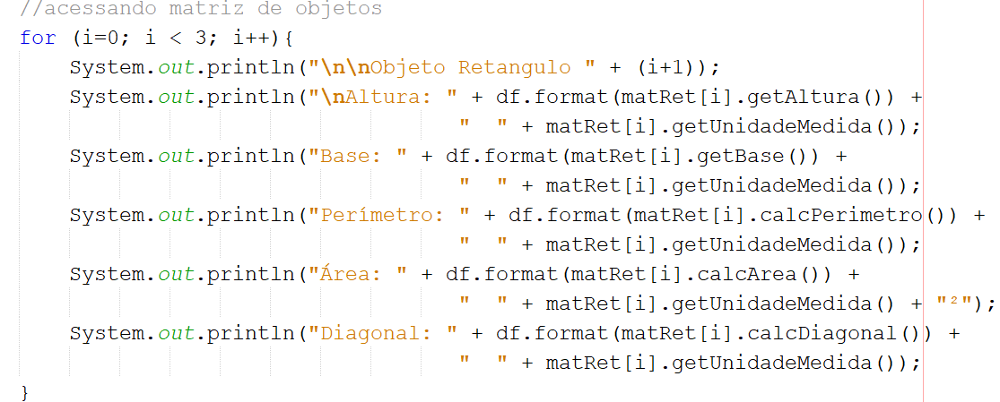 //acessando matriz de objetos
for (i=0; i < 3; i++){
    System.out.println("\n\nObjeto Retangulo " + (i+1));
    System.out.println("\nAltura: " + df.format(matRet[i].getAltura()) +
                                   "  " + matRet[i].getUnidadeMedida());
    System.out.println("Base: " + df.format(matRet[i].getBase()) +
                                   "  " + matRet[i].getUnidadeMedida());
    System.out.println("Perímetro: " + df.format(matRet[i].calcPerimetro()) +
                                   "  " + matRet[i].getUnidadeMedida());
    System.out.println("Área: " + df.format(matRet[i].calcArea()) +
                                   "  " + matRet[i].getUnidadeMedida() + "²");
    System.out.println("Diagonal: " + df.format(matRet[i].calcDiagonal()) +
                                   "  " + matRet[i].getUnidadeMedida());
}